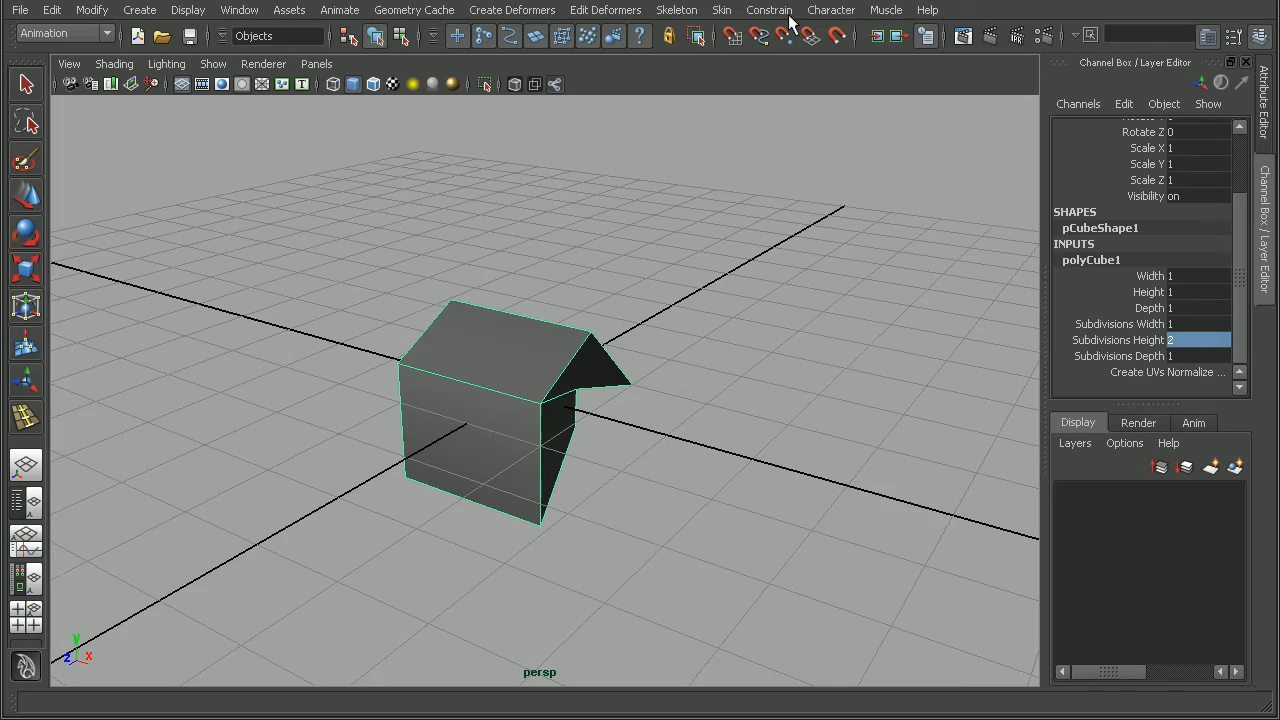 File Edit Modify Create Display Window Assets Animate Geometry Cache Create Deformers Edit Deformers Skeleton Skin Constrain Character Muscle Help
Animation Objects
View Shading Lighting Show Renderer Panels
Channel Box / Layer Editor
Channels Edit Object Show
Rotate Z 0
Scale X 1
Scale Y 1
Scale Z 1
Visibility on
SHAPES
pCubeShape1
INPUTS
polyCube1
Width 1
Height 1
Depth 1
Subdivisions Width 1
Subdivisions Height 2
Subdivisions Depth 1
Create UVs Normalize ...
Display Render Anim
Layers Options Help
Attribute Editor
Channel Box / Layer Editor
y
z x
persp